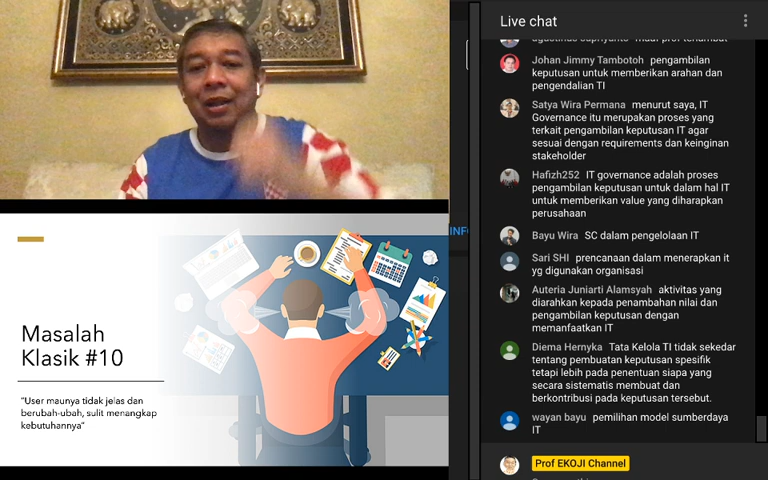 Masalah
Klasik #10
“User maunya tidak jelas dan
berubah-ubah, sulit menangkap
kebutuhannya”
INFO
Live chat
agustinus supriyanto maaf prof terlambat
Johan Jimmy Tambotoh pengambilan
keputusan untuk memberikan arahan dan
pengendalian TI
Satya Wira Permana menurut saya, IT
Governance itu merupakan proses yang
terkait pengambilan keputusan IT agar
sesuai dengan requirements dan keinginan
stakeholder
Hafizh252 IT governance adalah proses
pengambilan keputusan untuk dalam hal IT
untuk memberikan value yang diharapkan
perusahaan
Bayu Wira SC dalam pengelolaan IT
Sari SHI prencanaan dalam menerapkan it
yg digunakan organisasi
Auteria Juniarti Alamsyah aktivitas yang
diarahkan kepada penambahan nilai dan
pengambilan keputusan dengan
memanfaatkan IT
Diema Hernyka Tata Kelola TI tidak sekedar
tentang pembuatan keputusan spesifik
tetapi lebih pada penentuan siapa yang
secara sistematis membuat dan
berkontribusi pada keputusan tersebut.
wayan bayu pemilihan model sumberdaya
IT
Prof EKOJI Channel